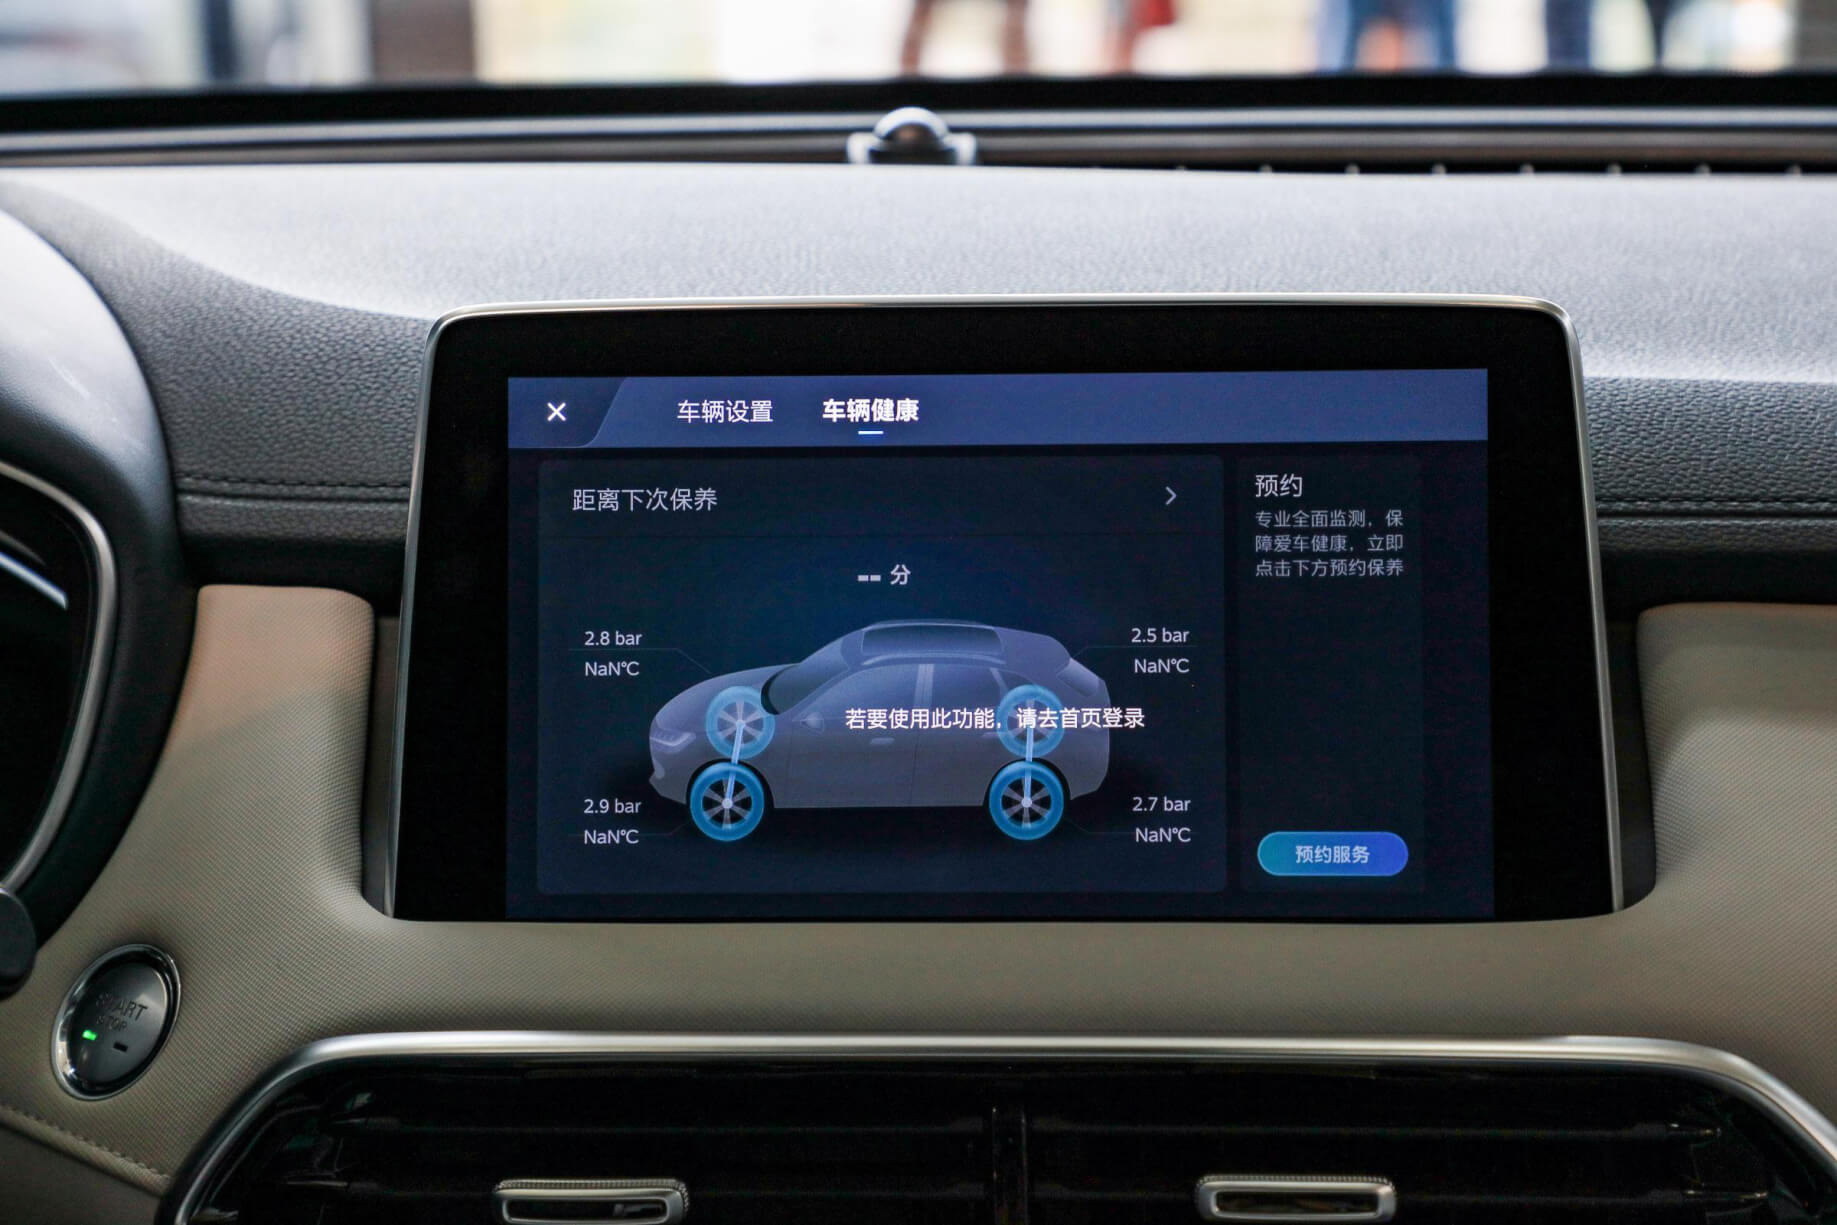 车辆设置
车辆健康
距离下次保养
-- 分
2.8 bar
NaN℃
2.5 bar
NaN℃
若要使用此功能，请去首页登录
2.9 bar
NaN℃
2.7 bar
NaN℃
预约
专业全面监测，保
障爱车健康，立即
点击下方预约保养
预约服务
START
STOP